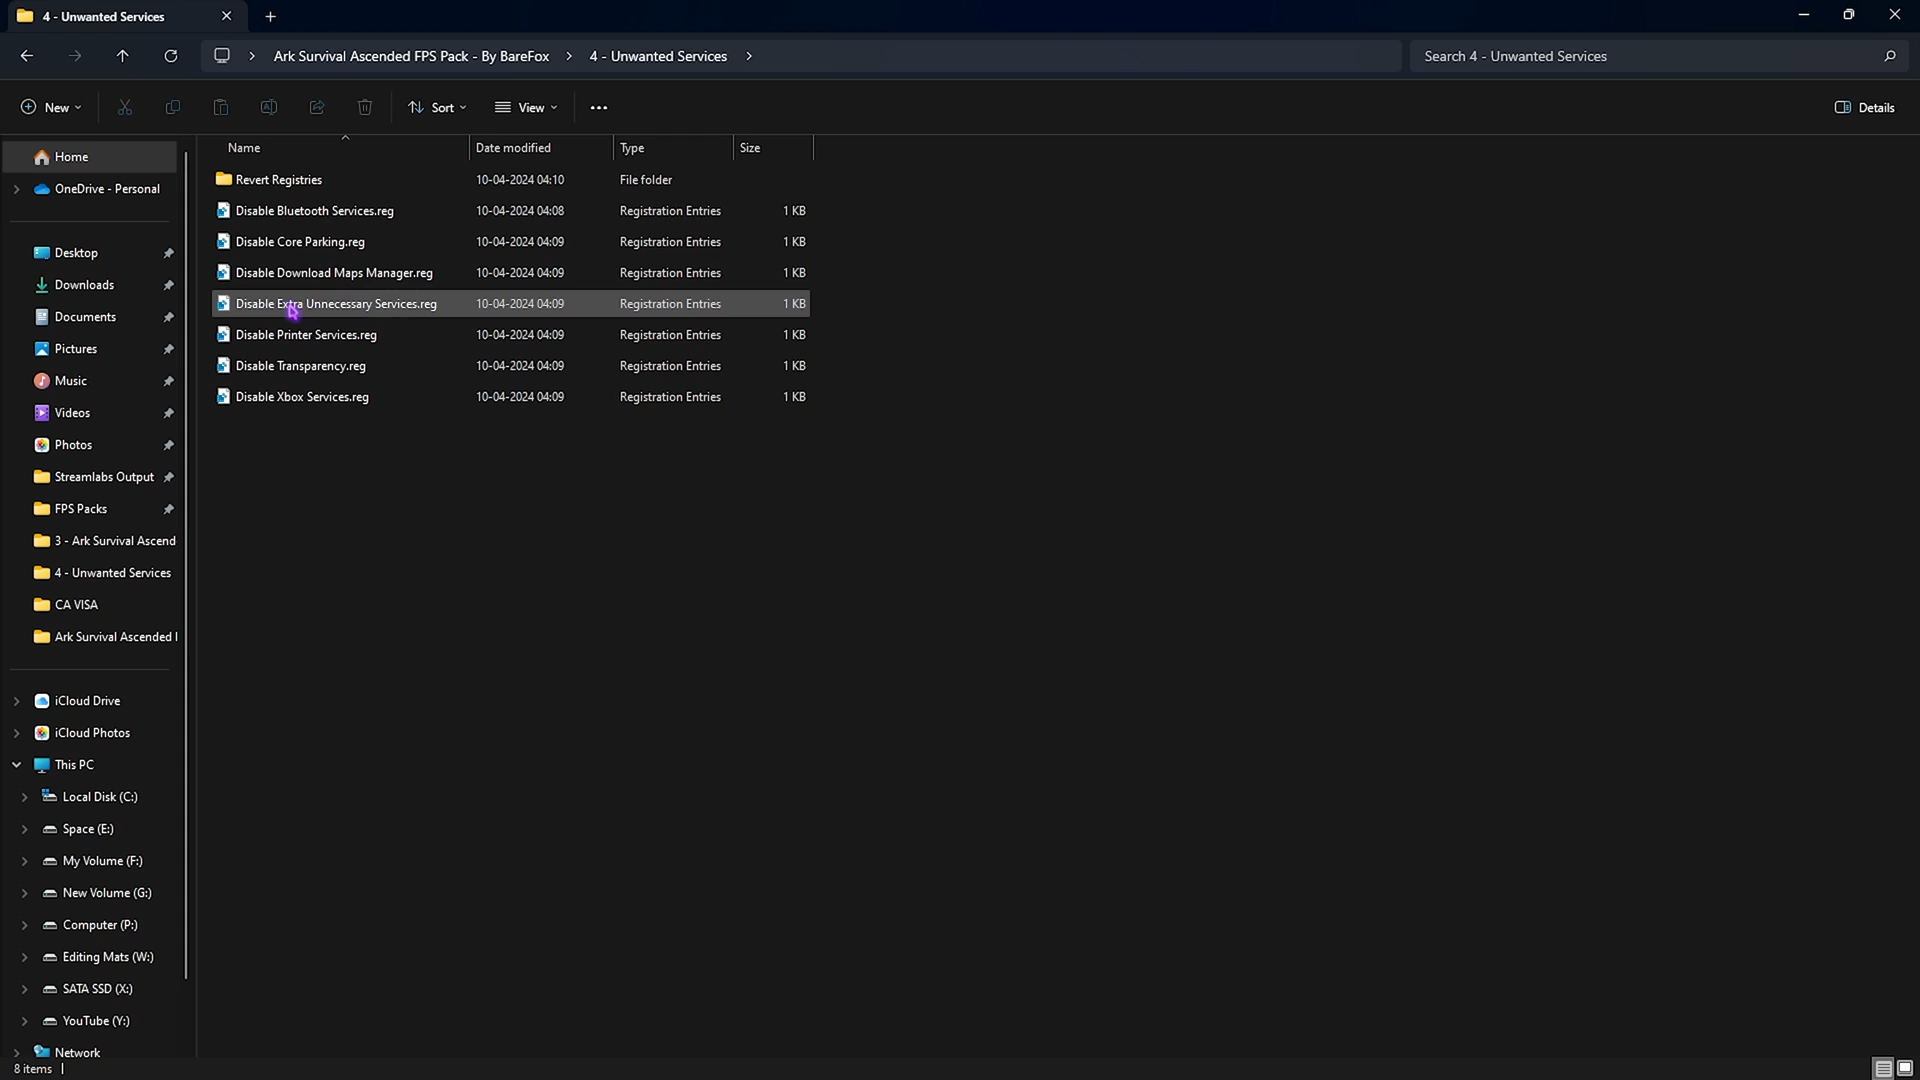 4 - Unwanted Services
Ark Survival Ascended FPS Pack - By BareFox > 4 - Unwanted Services >
Search 4 - Unwanted Services
New
Sort
View
Details
Name Date modified Type Size
Revert Registries 10-04-2024 04:10 File folder
Disable Bluetooth Services.reg 10-04-2024 04:08 Registration Entries 1 KB
Disable Core Parking.reg 10-04-2024 04:09 Registration Entries 1 KB
Disable Download Maps Manager.reg 10-04-2024 04:09 Registration Entries 1 KB
Disable Extra Unnecessary Services.reg 10-04-2024 04:09 Registration Entries 1 KB
Disable Printer Services.reg 10-04-2024 04:09 Registration Entries 1 KB
Disable Transparency.reg 10-04-2024 04:09 Registration Entries 1 KB
Disable Xbox Services.reg 10-04-2024 04:09 Registration Entries 1 KB
Home
OneDrive - Personal
Desktop
Downloads
Documents
Pictures
Music
Videos
Photos
Streamlabs Output
FPS Packs
3 - Ark Survival Ascend
4 - Unwanted Services
CA VISA
Ark Survival Ascended
iCloud Drive
iCloud Photos
This PC
Local Disk (C:)
Space (E:)
My Volume (F:)
New Volume (G:)
Computer (P:)
Editing Mats (W:)
SATA SSD (X:)
YouTube (Y:)
Network
8 items